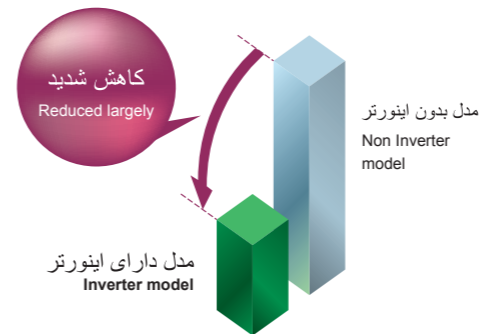 کاهش شدید
Reduced largely
مدل بدون اینورتر
Non Inverter
model
مدل دارای اینورتر
Inverter model